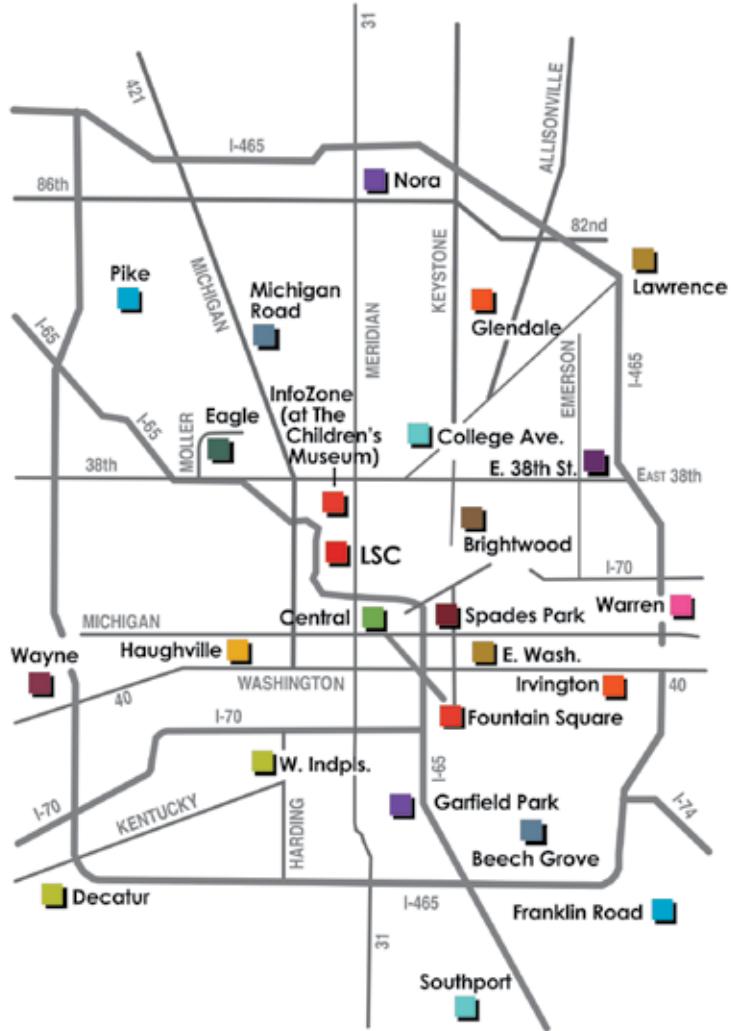 31
421
ALLISONVILLE
I-465
86th
Nora
82nd
Pike
MICHIGAN
Michigan
Road
KEYSTONE
Lawrence
I-65
MERIDIAN
Glendale
I-465
EMERSON
InfoZone
(at The
Children's
Museum)
I-65
Eagle
MOLLER
College Ave.
38th
E. 38th St.
EAST 38th
Brightwood
LSC
I-70
Warren
Central
Spades Park
MICHIGAN
Haughville
E. Wash.
Wayne
WASHINGTON
Irvington
40
40
I-70
Fountain Square
W. Indpls.
I-65
I-70
KENTUCKY
HARDING
Garfield Park
I-74
Beech Grove
Decatur
I-465
Franklin Road
31
Southport